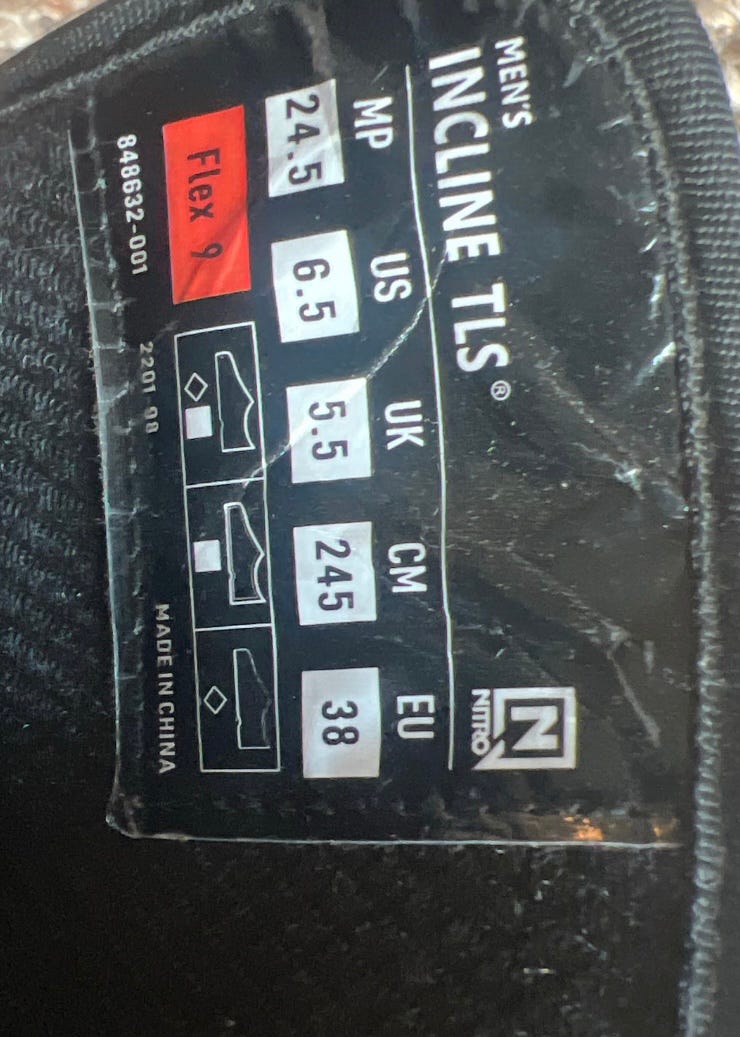 MEN'S
INCLINE TLS®
N
NITRO
MP US UK CM EU
24.5 6.5 5.5 245 38
Flex 9
848632-001 2201 98 MADE IN CHINA